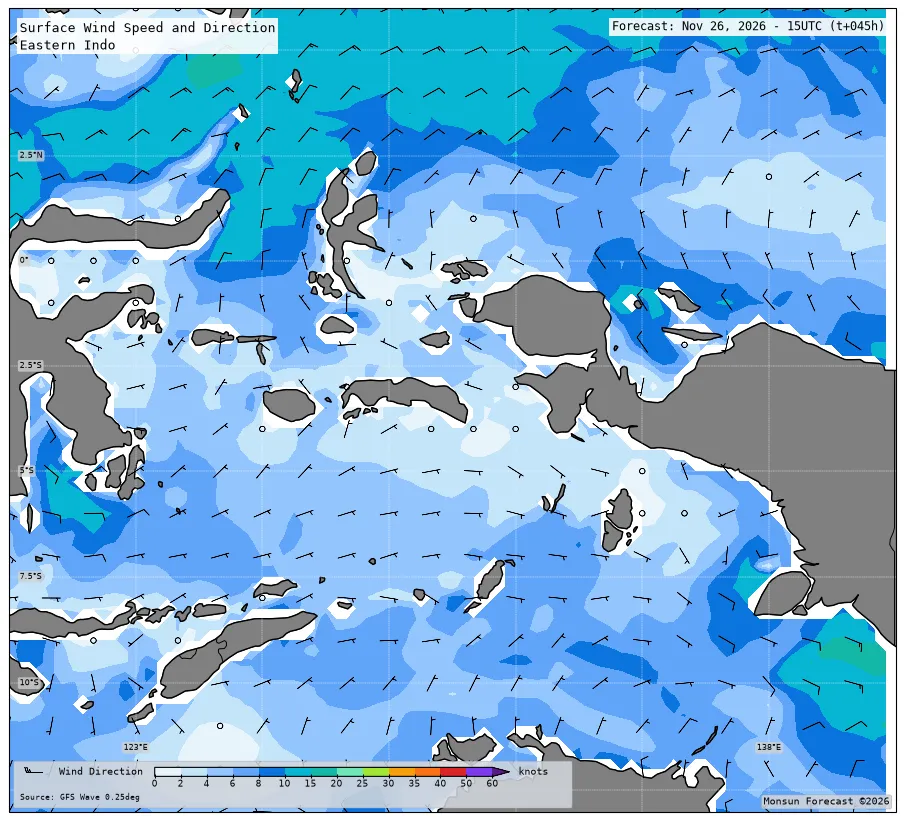 Surface Wind Speed and Direction
Eastern Indo
Forecast: Nov 26, 2026 - 15UTC (t+045h)
2.5°N
0°
2.5°S
5°S
7.5°S
10°S
123°E
138°E
Wind Direction
0 2 4 6 8 10 15 20 25 30 35 40 50 60
knots
Source: GFS Wave 0.25deg
Monsun Forecast ©2026